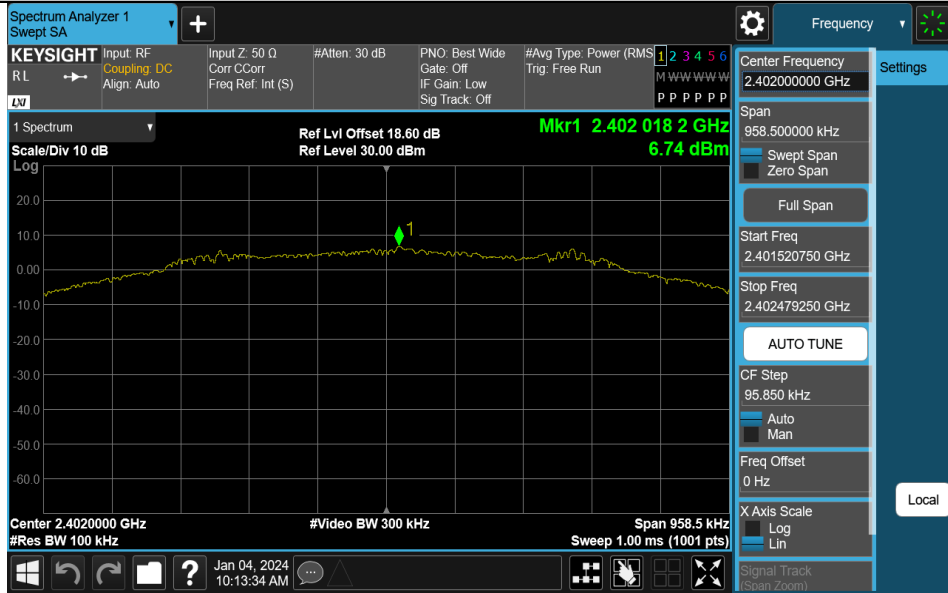 Spectrum Analyzer 1
Swept SA
+
Frequency
KEYSIGHT
R L
LXI
Input: RF
Coupling: DC
Align: Auto
Input Z: 50 Ω
Corr CCorr
Freq Ref: Int (S)
#Atten: 30 dB
PNO: Best Wide
Gate: Off
IF Gain: Low
Sig Track: Off
#Avg Type: Power (RMS
Trig: Free Run
1 2 3 4 5 6
M W W W W W
P P P P P P
1 Spectrum
Scale/Div 10 dB
Log
Ref Lvl Offset 18.60 dB
Ref Level 30.00 dBm
Mkr1 2.402 018 2 GHz
6.74 dBm
1
20.0
10.0
0.00
-10.0
-20.0
-30.0
-40.0
-50.0
-60.0
Center 2.4020000 GHz
#Res BW 100 kHz
#Video BW 300 kHz
Span 958.5 kHz
Sweep 1.00 ms (1001 pts)
Center Frequency
2.402000000 GHz
Span
958.500000 kHz
Swept Span
Zero Span
Full Span
Start Freq
2.401520750 GHz
Stop Freq
2.402479250 GHz
AUTO TUNE
CF Step
95.850 kHz
Auto
Man
Freq Offset
0 Hz
X Axis Scale
Log
Lin
Signal Track
(Span Zoom)
Settings
Local
?
Jan 04, 2024
10:13:34 AM